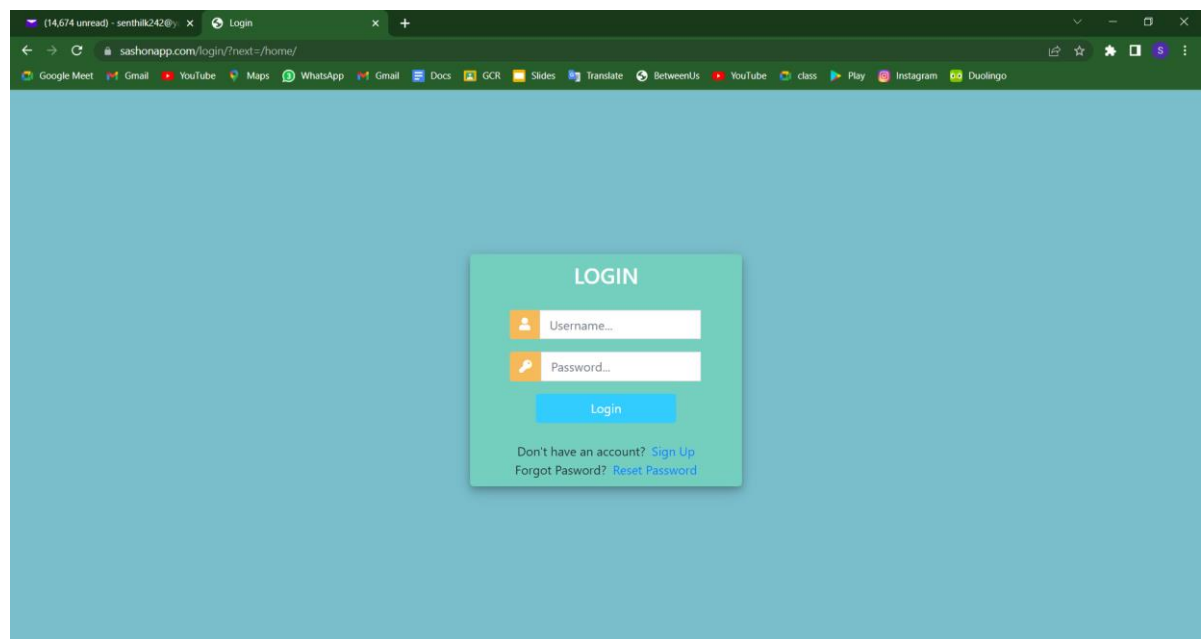 (14,674 unread) - senthilk242@y
Login
sashonapp.com/login/?next=/home/
Google Meet Gmail YouTube Maps WhatsApp Gmail Docs GCR Slides Translate BetweenUs YouTube class Play Instagram Duolingo
LOGIN
Username...
Password...
Login
Don't have an account? Sign Up
Forgot Pasword? Reset Password